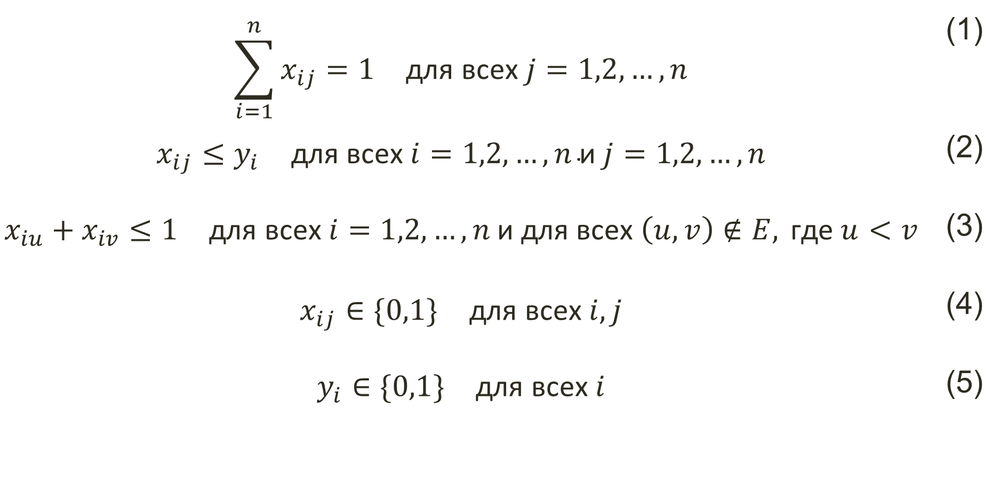 (1)
n
∑ x_{ij} = 1 для всех j = 1,2, … , n
i=1
x_{ij} ≤ y_i для всех i = 1,2, … , n и j = 1,2, … , n (2)
x_{iu} + x_{iv} ≤ 1 для всех i = 1,2, … , n и для всех (u, v) ∉ E, где u < v (3)
x_{ij} ∈ {0,1} для всех i, j (4)
y_i ∈ {0,1} для всех i (5)